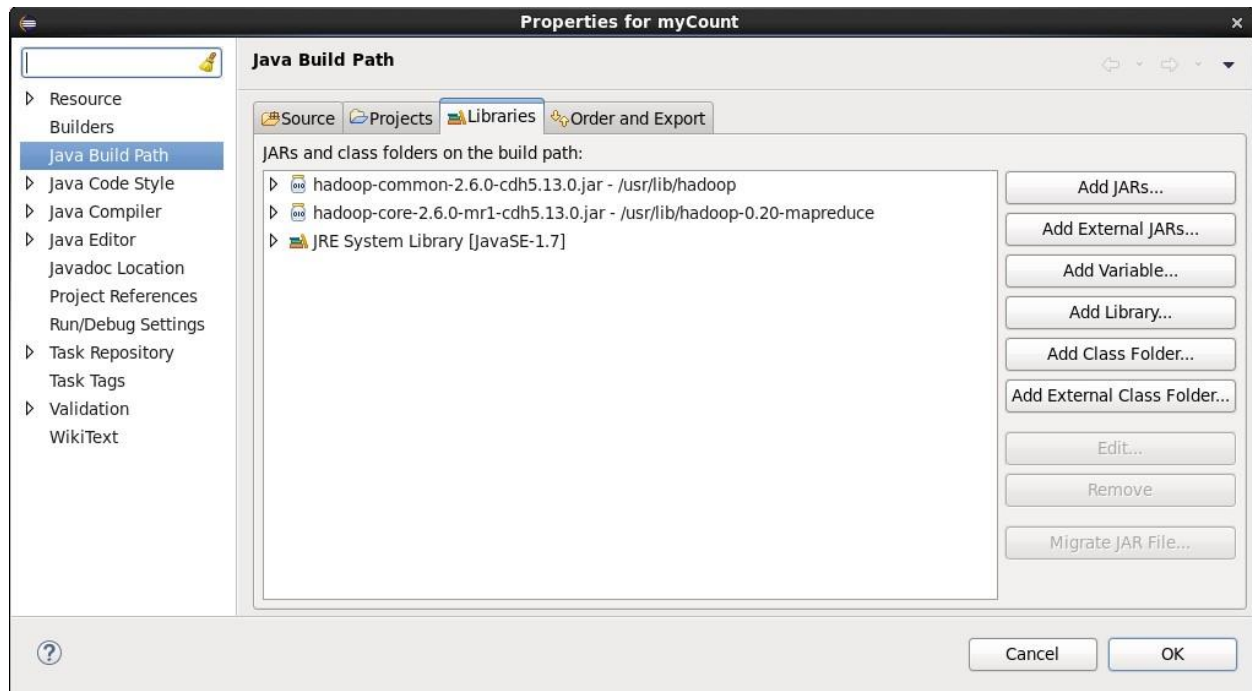 Properties for myCount
Java Build Path
Resource
Builders
Java Build Path
Java Code Style
Java Compiler
Java Editor
Javadoc Location
Project References
Run/Debug Settings
Task Repository
Task Tags
Validation
WikiText
Source Projects Libraries Order and Export
JARs and class folders on the build path:
hadoop-common-2.6.0-cdh5.13.0.jar - /usr/lib/hadoop
hadoop-core-2.6.0-mr1-cdh5.13.0.jar - /usr/lib/hadoop-0.20-mapreduce
JRE System Library [JavaSE-1.7]
Add JARs...
Add External JARs...
Add Variable...
Add Library...
Add Class Folder...
Add External Class Folder...
Edit...
Remove
Migrate JAR File...
Cancel OK